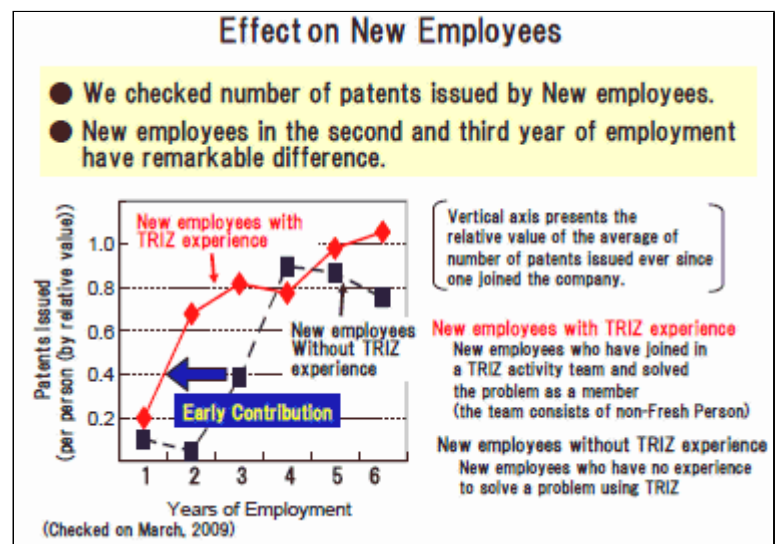 Effect on New Employees
● We checked number of patents issued by New employees.
● New employees in the second and third year of employment
have remarkable difference.
Patents issued
(per person (by relative value))
1.0
0.8
0.6
0.4
0.2
New employees with
TRIZ experience
New employees
Without TRIZ
experience
Early Contribution
1 2 3 4 5 6
Years of Employment
(Checked on March, 2009)
Vertical axis presents the
relative value of the average of
number of patents issued ever since
one joined the company.
New employees with TRIZ experience
New employees who have joined in
a TRIZ activity team and solved
the problem as a member
(the team consists of non-Fresh Person)
New employees without TRIZ experience
New employees who have no experience
to solve a problem using TRIZ